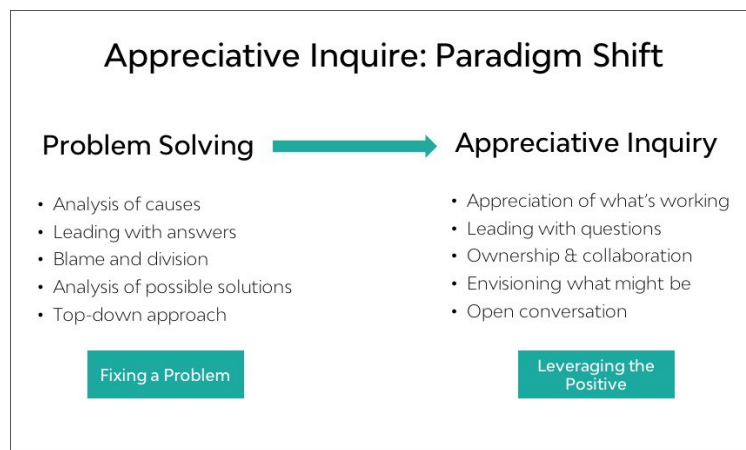 Appreciative Inquire: Paradigm Shift
Problem Solving
• Analysis of causes
• Leading with answers
• Blame and division
• Analysis of possible solutions
• Top-down approach
Fixing a Problem
Appreciative Inquiry
• Appreciation of what's working
• Leading with questions
• Ownership & collaboration
• Envisioning what might be
• Open conversation
Leveraging the
Positive